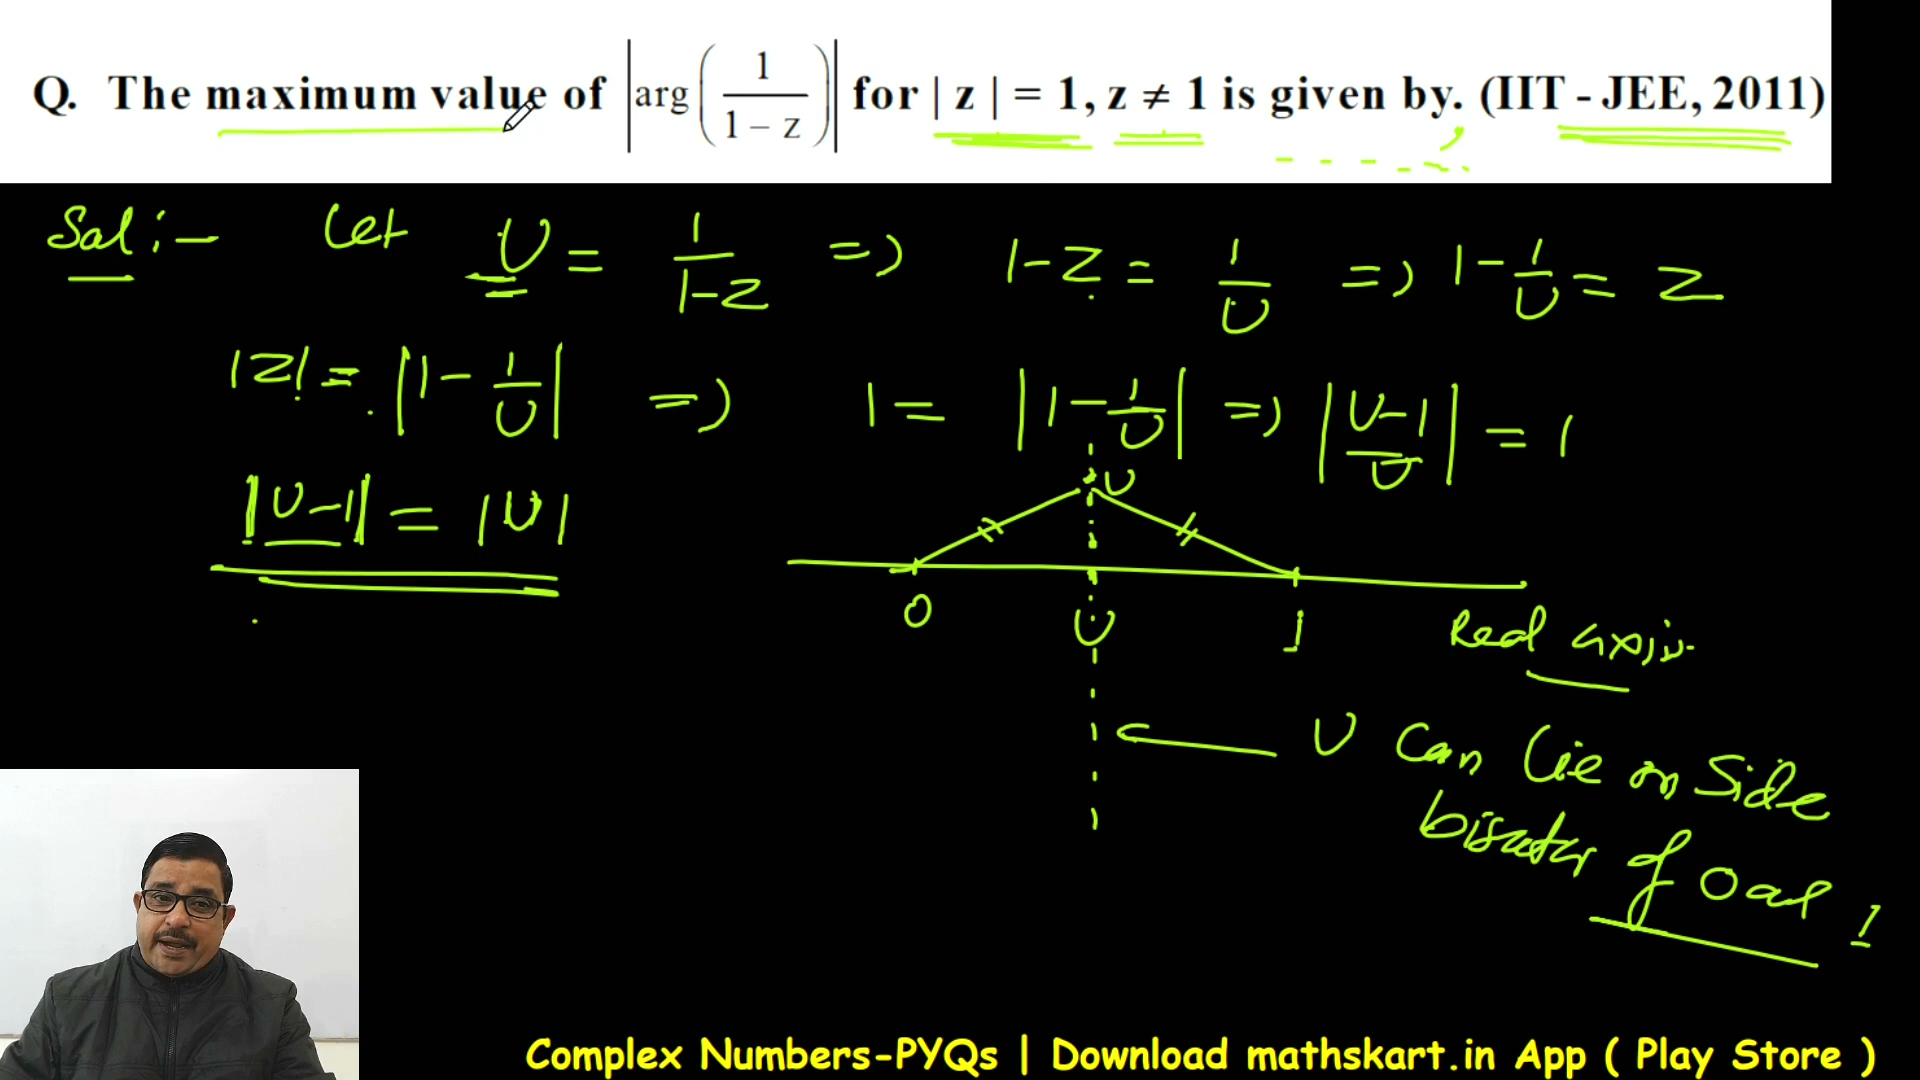 Q. The maximum value of |arg(1/(1 – z))| for | z | = 1, z ≠ 1 is given by. (IIT - JEE, 2011)
Sol:- Let U = 1/(1-z) => 1-z = 1/U => 1 - 1/U = z
|z| = |1 - 1/U| => 1 = |1 - 1/U| => |(U-1)/U| = 1
|U-1| = |U|
U
0 U 1
Real axis.
U Can lie on Side
bisector of 0 and 1
Complex Numbers-PYQs | Download mathskart.in App ( Play Store )